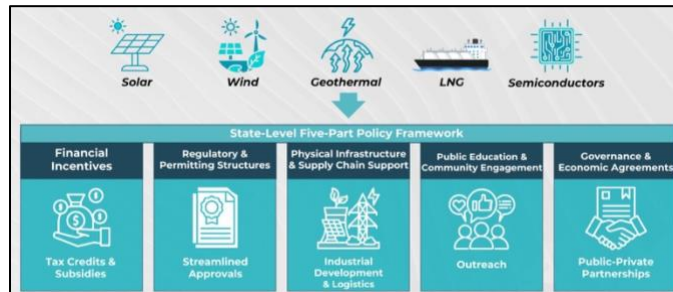 Solar
Wind
Geothermal
LNG
Semiconductors
State-Level Five-Part Policy Framework
Financial
Incentives
Tax Credits &
Subsidies
Regulatory &
Permitting Structures
Streamlined
Approvals
Physical Infrastructure
& Supply Chain Support
Industrial
Development
& Logistics
Public Education &
Community Engagement
Outreach
Governance &
Economic Agreements
Public-Private
Partnerships